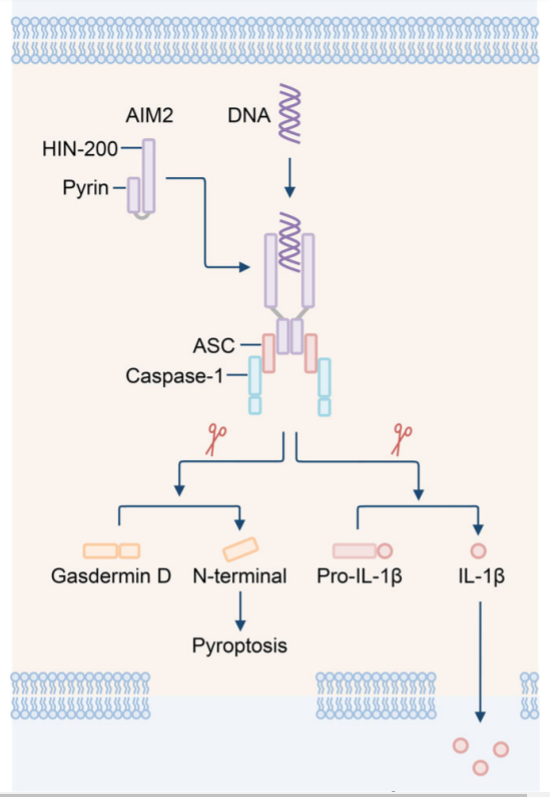 AIM2
DNA
HIN-200
Pyrin
ASC
Caspase-1
Gasdermin D
N-terminal
Pro-IL-1β
IL-1β
Pyroptosis